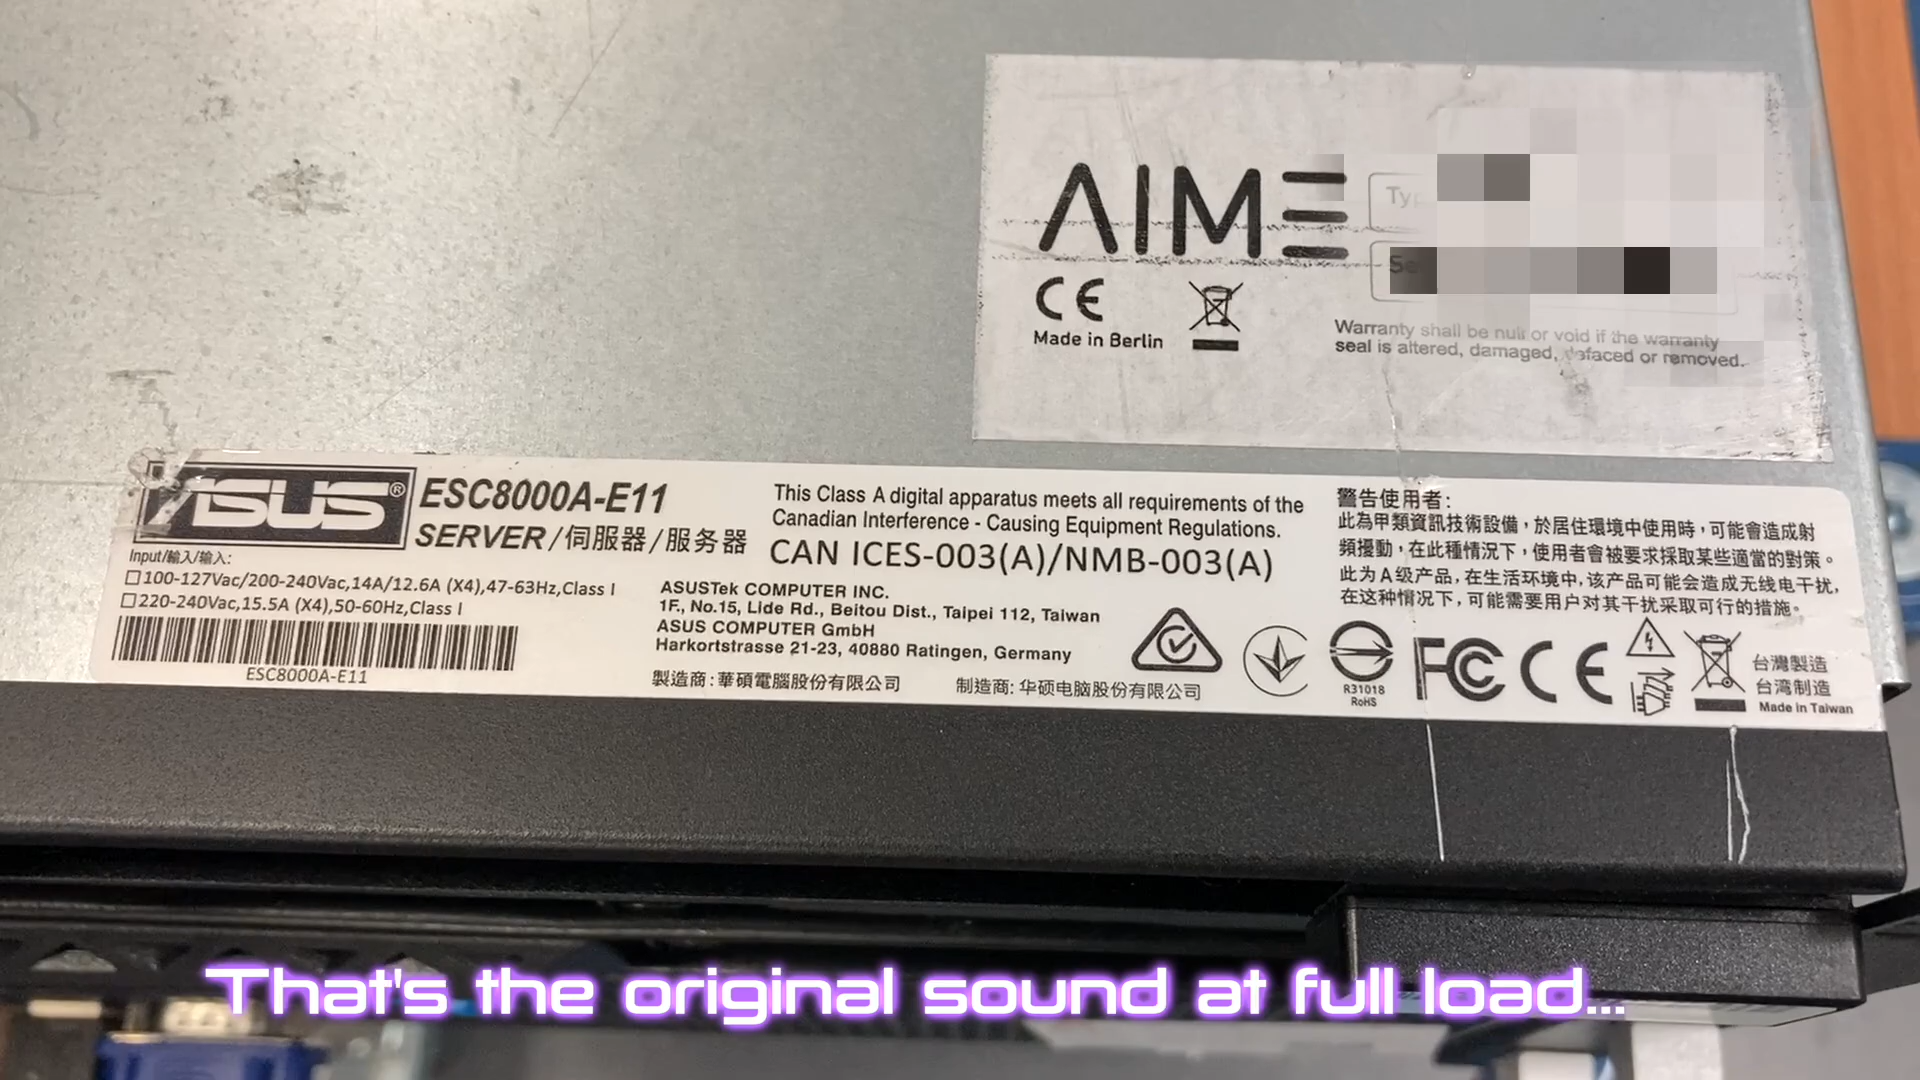 AIME
CE
Made in Berlin
Warranty shall be null or void if the warranty
seal is altered, damaged, defaced or removed.
ASUS®
ESC8000A-E11
SERVER/伺服器/服务器
Input/輸入/输入:
100-127Vac/200-240Vac,14A/12.6A (X4),47-63Hz,Class I
220-240Vac,15.5A (X4),50-60Hz,Class I
ESC8000A-E11
This Class A digital apparatus meets all requirements of the
Canadian Interference - Causing Equipment Regulations.
CAN ICES-003(A)/NMB-003(A)
ASUSTek COMPUTER INC.
1F., No.15, Lide Rd., Beitou Dist., Taipei 112, Taiwan
ASUS COMPUTER GmbH
Harkortstrasse 21-23, 40880 Ratingen, Germany
製造商:華碩電腦股份有限公司
制造商:华硕电脑股份有限公司
警告使用者:
此為甲類資訊技術設備,於居住環境中使用時,可能會造成射
頻擾動,在此種情況下,使用者會被要求採取某些適當的對策。
此为A级产品,在生活环境中,该产品可能会造成无线电干扰,
在这种情况下,可能需要用户对其干扰采取可行的措施。
R31018
RoHS
FC
CE
台灣製造
台湾制造
Made in Taiwan
That's the original sound at full load...